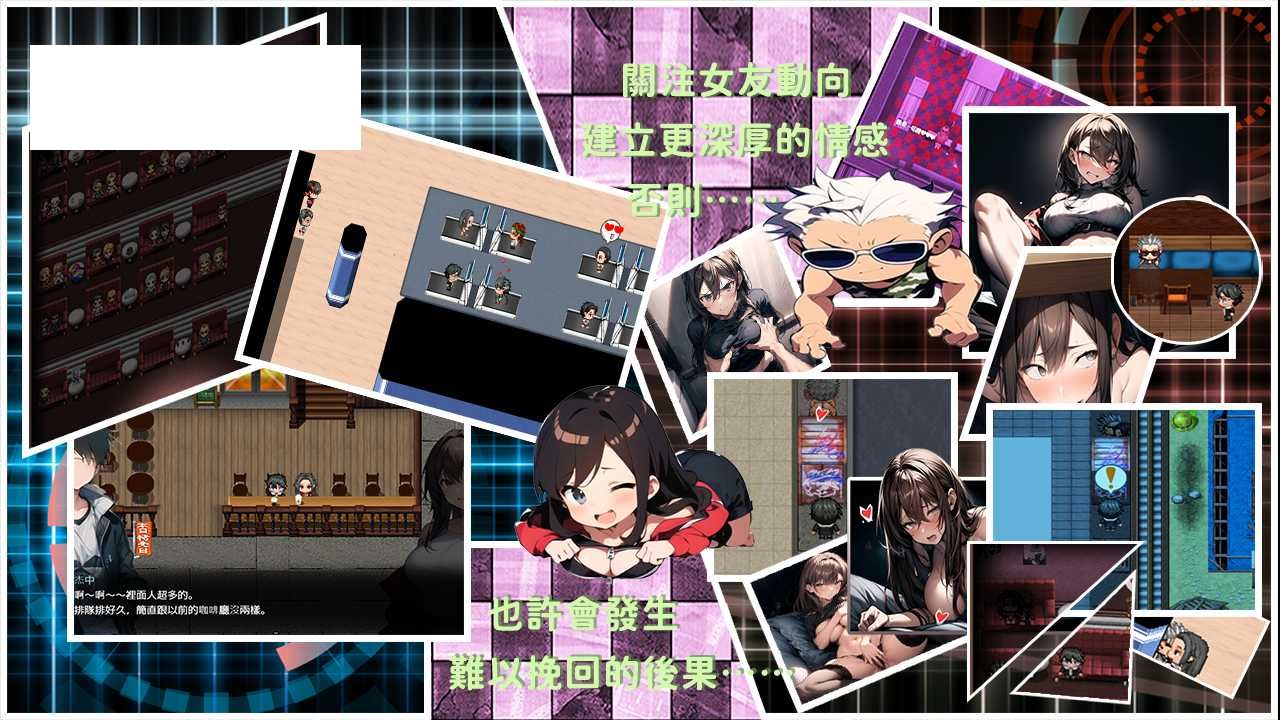 關注女友動向
建立更深厚的情感
否則……
杰中
啊～啊～～裡面人超多的。
排隊排好久，簡直跟以前的咖啡廳沒兩樣。
也許會發生
難以挽回的後果……